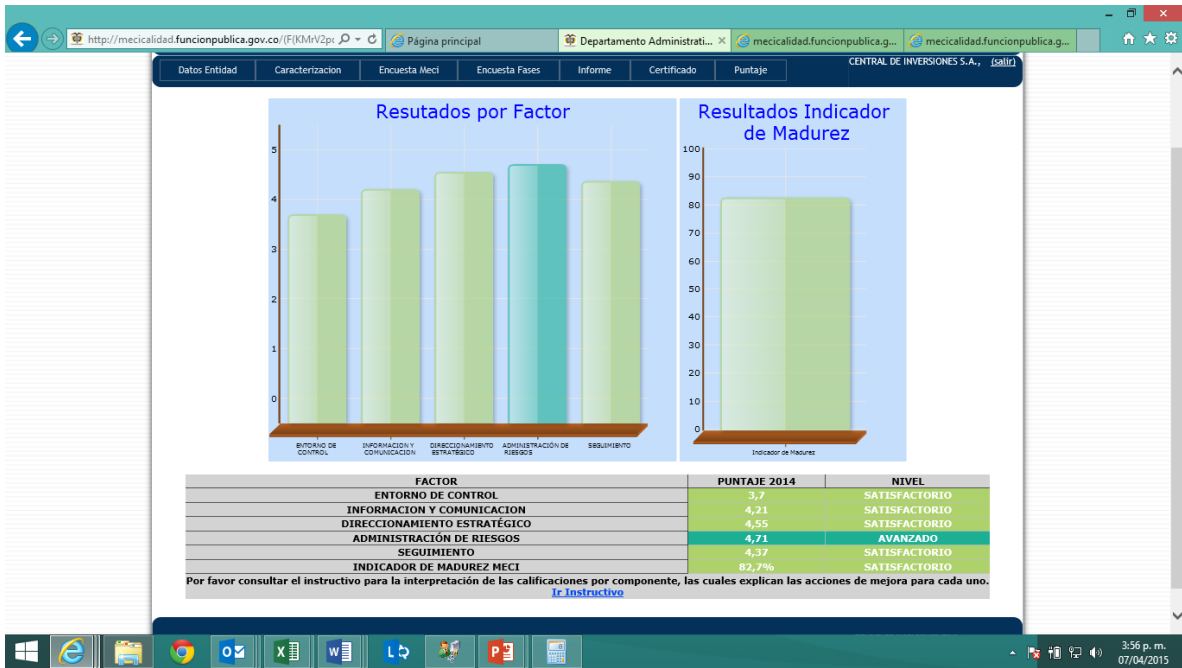 http://mecicalidad.funcionpublica.gov.co/(F(KMrV2p
Página principal
Departamento Administrati...
mecicalidad.funcionpublica.g...
mecicalidad.funcionpublica.g...
Datos Entidad
Caracterizacion
Encuesta Meci
Encuesta Fases
Informe
Certificado
Puntaje
CENTRAL DE INVERSIONES S.A., (salir)
Resutados por Factor
5
4
3
2
1
0
ENTORNO DE CONTROL
INFORMACION Y COMUNICACION
DIRECCIONAMIENTO ESTRATÉGICO
ADMINISTRACIÓN DE RIESGOS
SEGUIMIENTO
Resultados Indicador
de Madurez
100
90
80
70
60
50
40
30
20
10
0
Indicador de Madurez
FACTOR PUNTAJE 2014 NIVEL
ENTORNO DE CONTROL 3,7 SATISFACTORIO
INFORMACION Y COMUNICACION 4,21 SATISFACTORIO
DIRECCIONAMIENTO ESTRATÉGICO 4,55 SATISFACTORIO
ADMINISTRACIÓN DE RIESGOS 4,71 AVANZADO
SEGUIMIENTO 4,37 SATISFACTORIO
INDICADOR DE MADUREZ MECI 82,7% SATISFACTORIO
Por favor consultar el instructivo para la interpretación de las calificaciones por componente, las cuales explican las acciones de mejora para cada uno.
Ir Instructivo
3:56 p. m.
07/04/2015